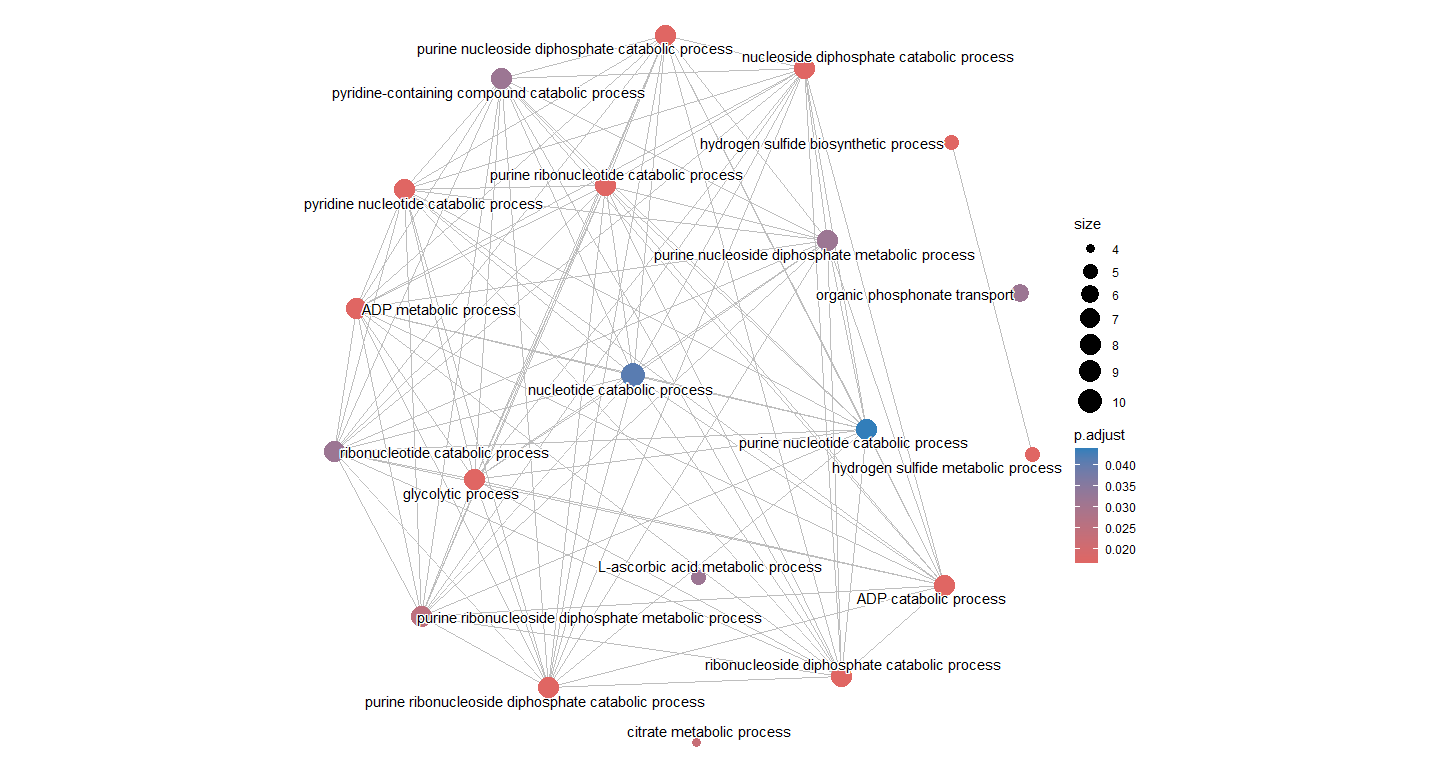 purine nucleoside diphosphate catabolic process
nucleoside diphosphate catabolic process
pyridine-containing compound catabolic process
hydrogen sulfide biosynthetic process
purine ribonucleotide catabolic process
pyridine nucleotide catabolic process
purine nucleoside diphosphate metabolic process
organic phosphonate transport
ADP metabolic process
nucleotide catabolic process
purine nucleotide catabolic process
ribonucleotide catabolic process
hydrogen sulfide metabolic process
glycolytic process
L-ascorbic acid metabolic process
ADP catabolic process
purine ribonucleoside diphosphate metabolic process
ribonucleoside diphosphate catabolic process
purine ribonucleoside diphosphate catabolic process
citrate metabolic process
size
4
5
6
7
8
9
10
p.adjust
0.040
0.035
0.030
0.025
0.020